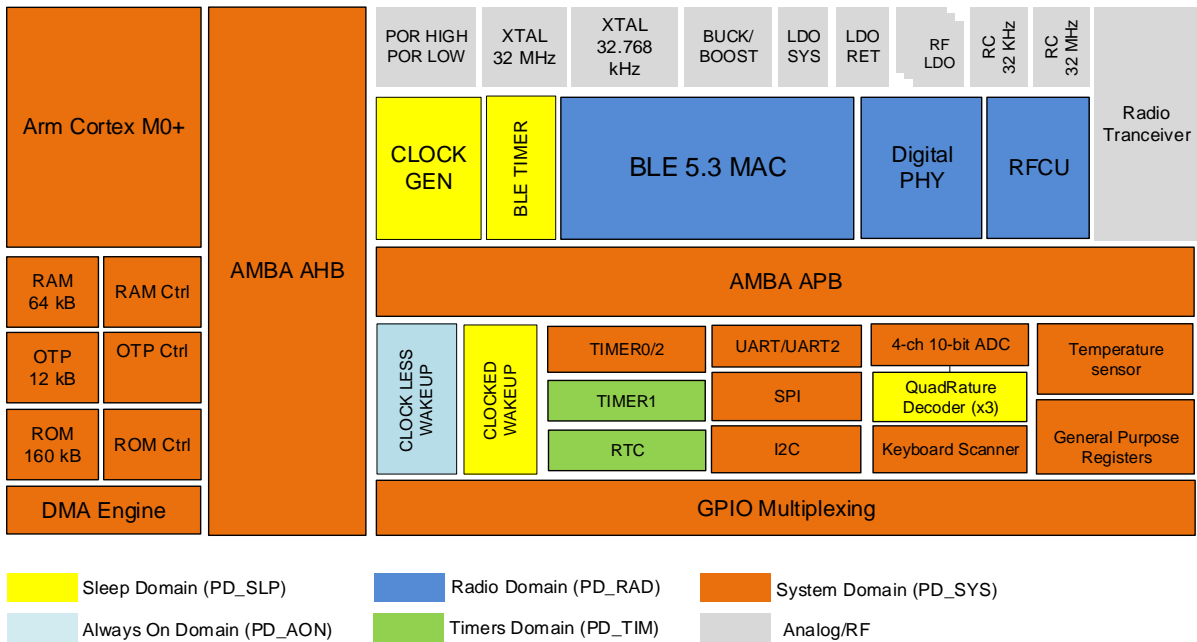 Arm Cortex M0+
RAM
64 kB
RAM Ctrl
OTP
12 kB
OTP Ctrl
ROM
160 kB
ROM Ctrl
DMA Engine
AMBA AHB
POR HIGH
POR LOW
XTAL
32 MHz
XTAL
32.768
kHz
BUCK/
BOOST
LDO
SYS
LDO
RET
RF
LDO
RC
32 KHz
RC
32 MHz
Radio
Tranceiver
CLOCK
GEN
BLE TIMER
BLE 5.3 MAC
Digital
PHY
RFCU
AMBA APB
CLOCK LESS
WAKEUP
CLOCKED
WAKEUP
TIMER0/2
TIMER1
RTC
UART/UART2
SPI
I2C
4-ch 10-bit ADC
QuadRature
Decoder (x3)
Keyboard Scanner
Temperature
sensor
General Purpose
Registers
GPIO Multiplexing
Sleep Domain (PD_SLP)
Radio Domain (PD_RAD)
System Domain (PD_SYS)
Always On Domain (PD_AON)
Timers Domain (PD_TIM)
Analog/RF